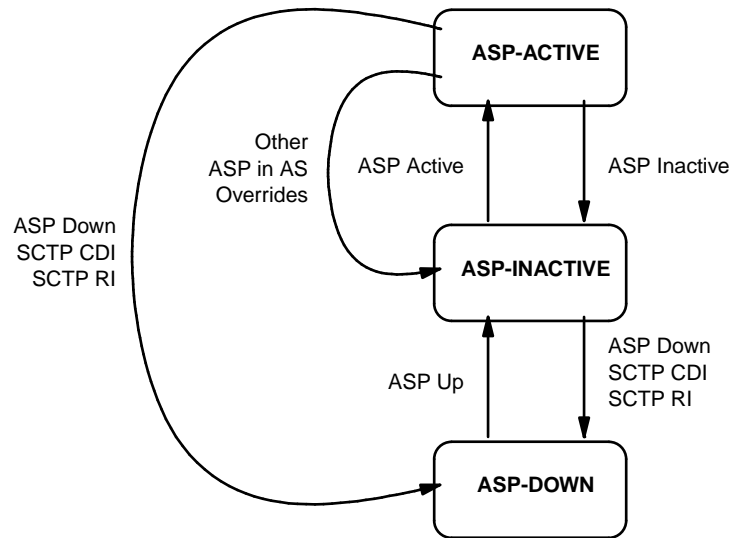 ASP-ACTIVE
Other
ASP in AS
Overrides
ASP Active
ASP Inactive
ASP Down
SCTP CDI
SCTP RI
ASP-INACTIVE
ASP Up
ASP Down
SCTP CDI
SCTP RI
ASP-DOWN